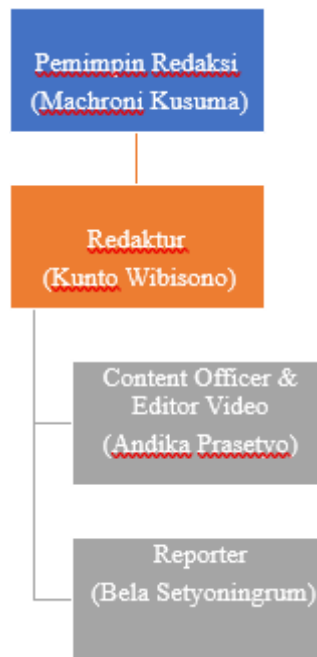 Pemimpin Redaksi
(Machroni Kusuma)
Redaktur
(Kunto Wibisono)
Content Officer &
Editor Video
(Andika Prasetyo)
Reporter
(Bela Setyoningrum)